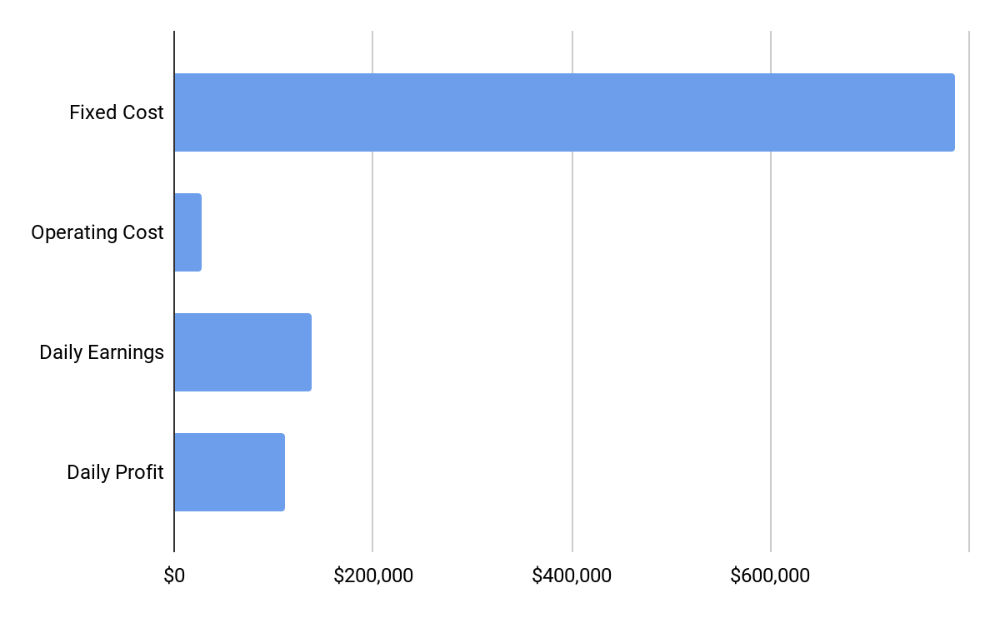 Fixed Cost
Operating Cost
Daily Earnings
Daily Profit
$0 $200,000 $400,000 $600,000